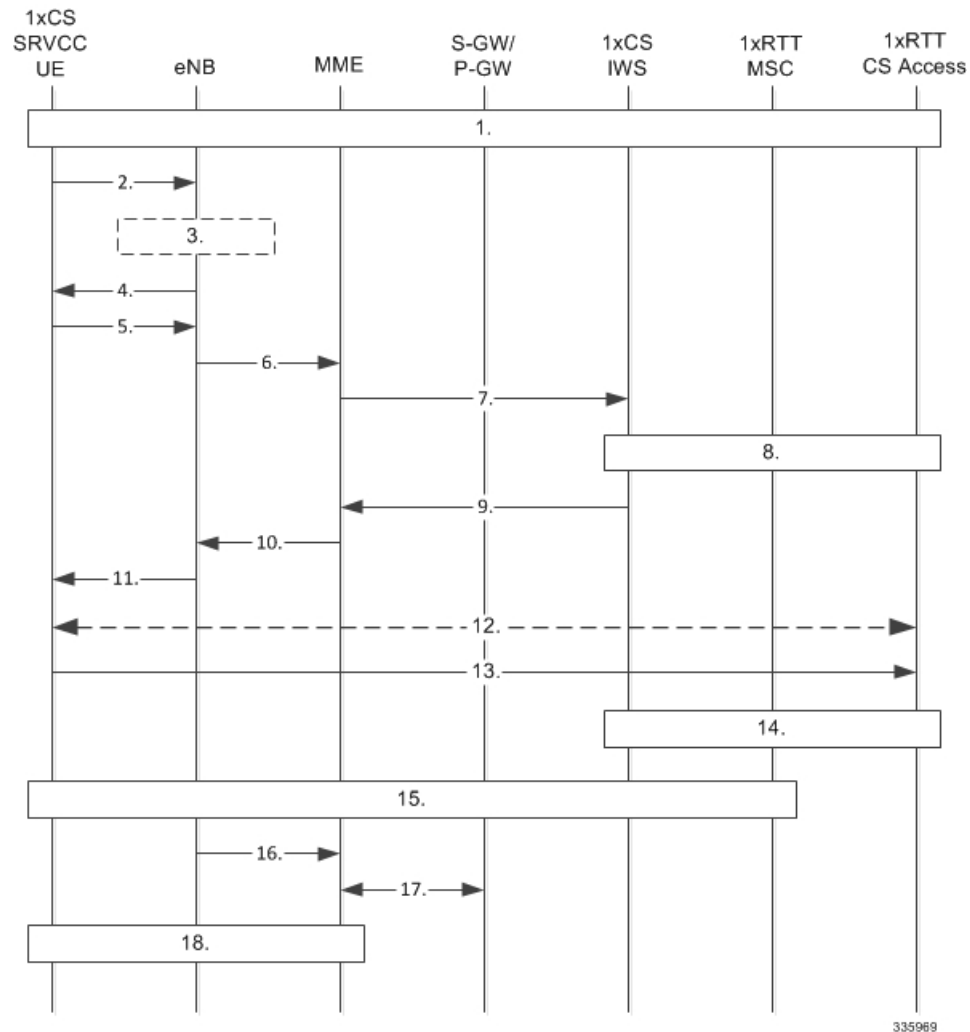 1xCS
SRVCC
UE
eNB
MME
S-GW/
P-GW
1xCS
IWS
1xRTT
MSC
1xRTT
CS Access
1.
2.
3.
4.
5.
6.
7.
8.
9.
10.
11.
12.
13.
14.
15.
16.
17.
18.
335969